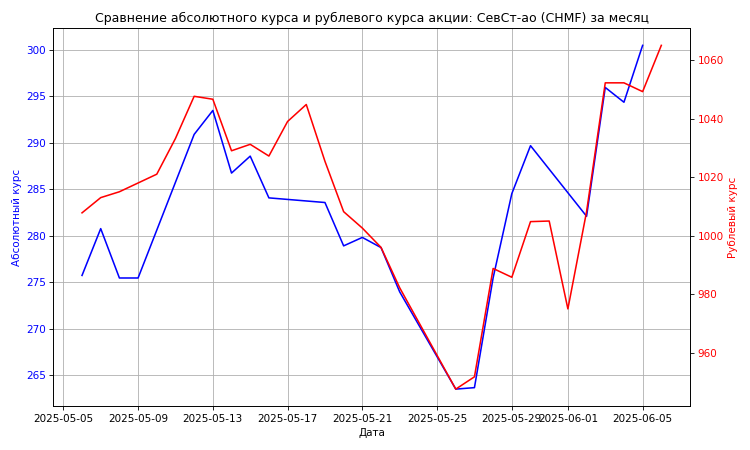 Сравнение абсолютного курса и рублевого курса акции: СевСт-ао (CHMF) за месяц
300
295
290
285
280
275
270
265
Абсолютный курс
1060
1040
1020
1000
980
960
Рублевый курс
2025-05-05 2025-05-09 2025-05-13 2025-05-17 2025-05-21 2025-05-25 2025-05-29 2025-06-01 2025-06-05
Дата